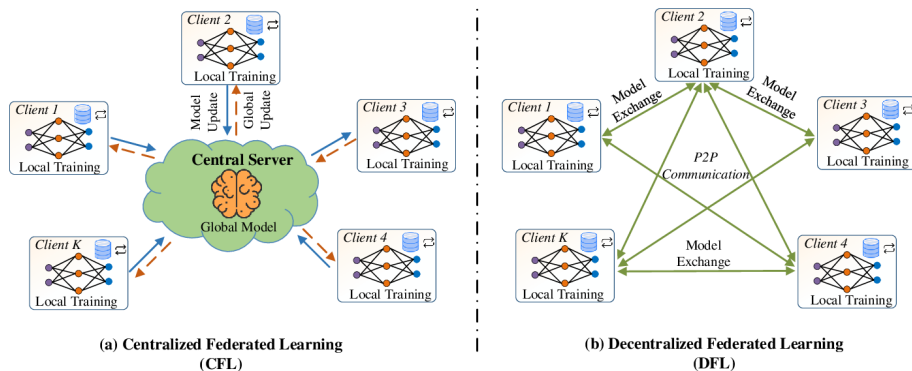 Client 2
Local Training
Client 1
Local Training
Model
Update
Global
Update
Client 3
Local Training
Central Server
Global Model
Client K
Local Training
Client 4
Local Training
(a) Centralized Federated Learning
(CFL)
Client 2
Local Training
Client 1
Local Training
Model
Exchange
Model
Exchange
Client 3
Local Training
P2P
Communication
Client K
Local Training
Model
Exchange
Client 4
Local Training
(b) Decentralized Federated Learning
(DFL)